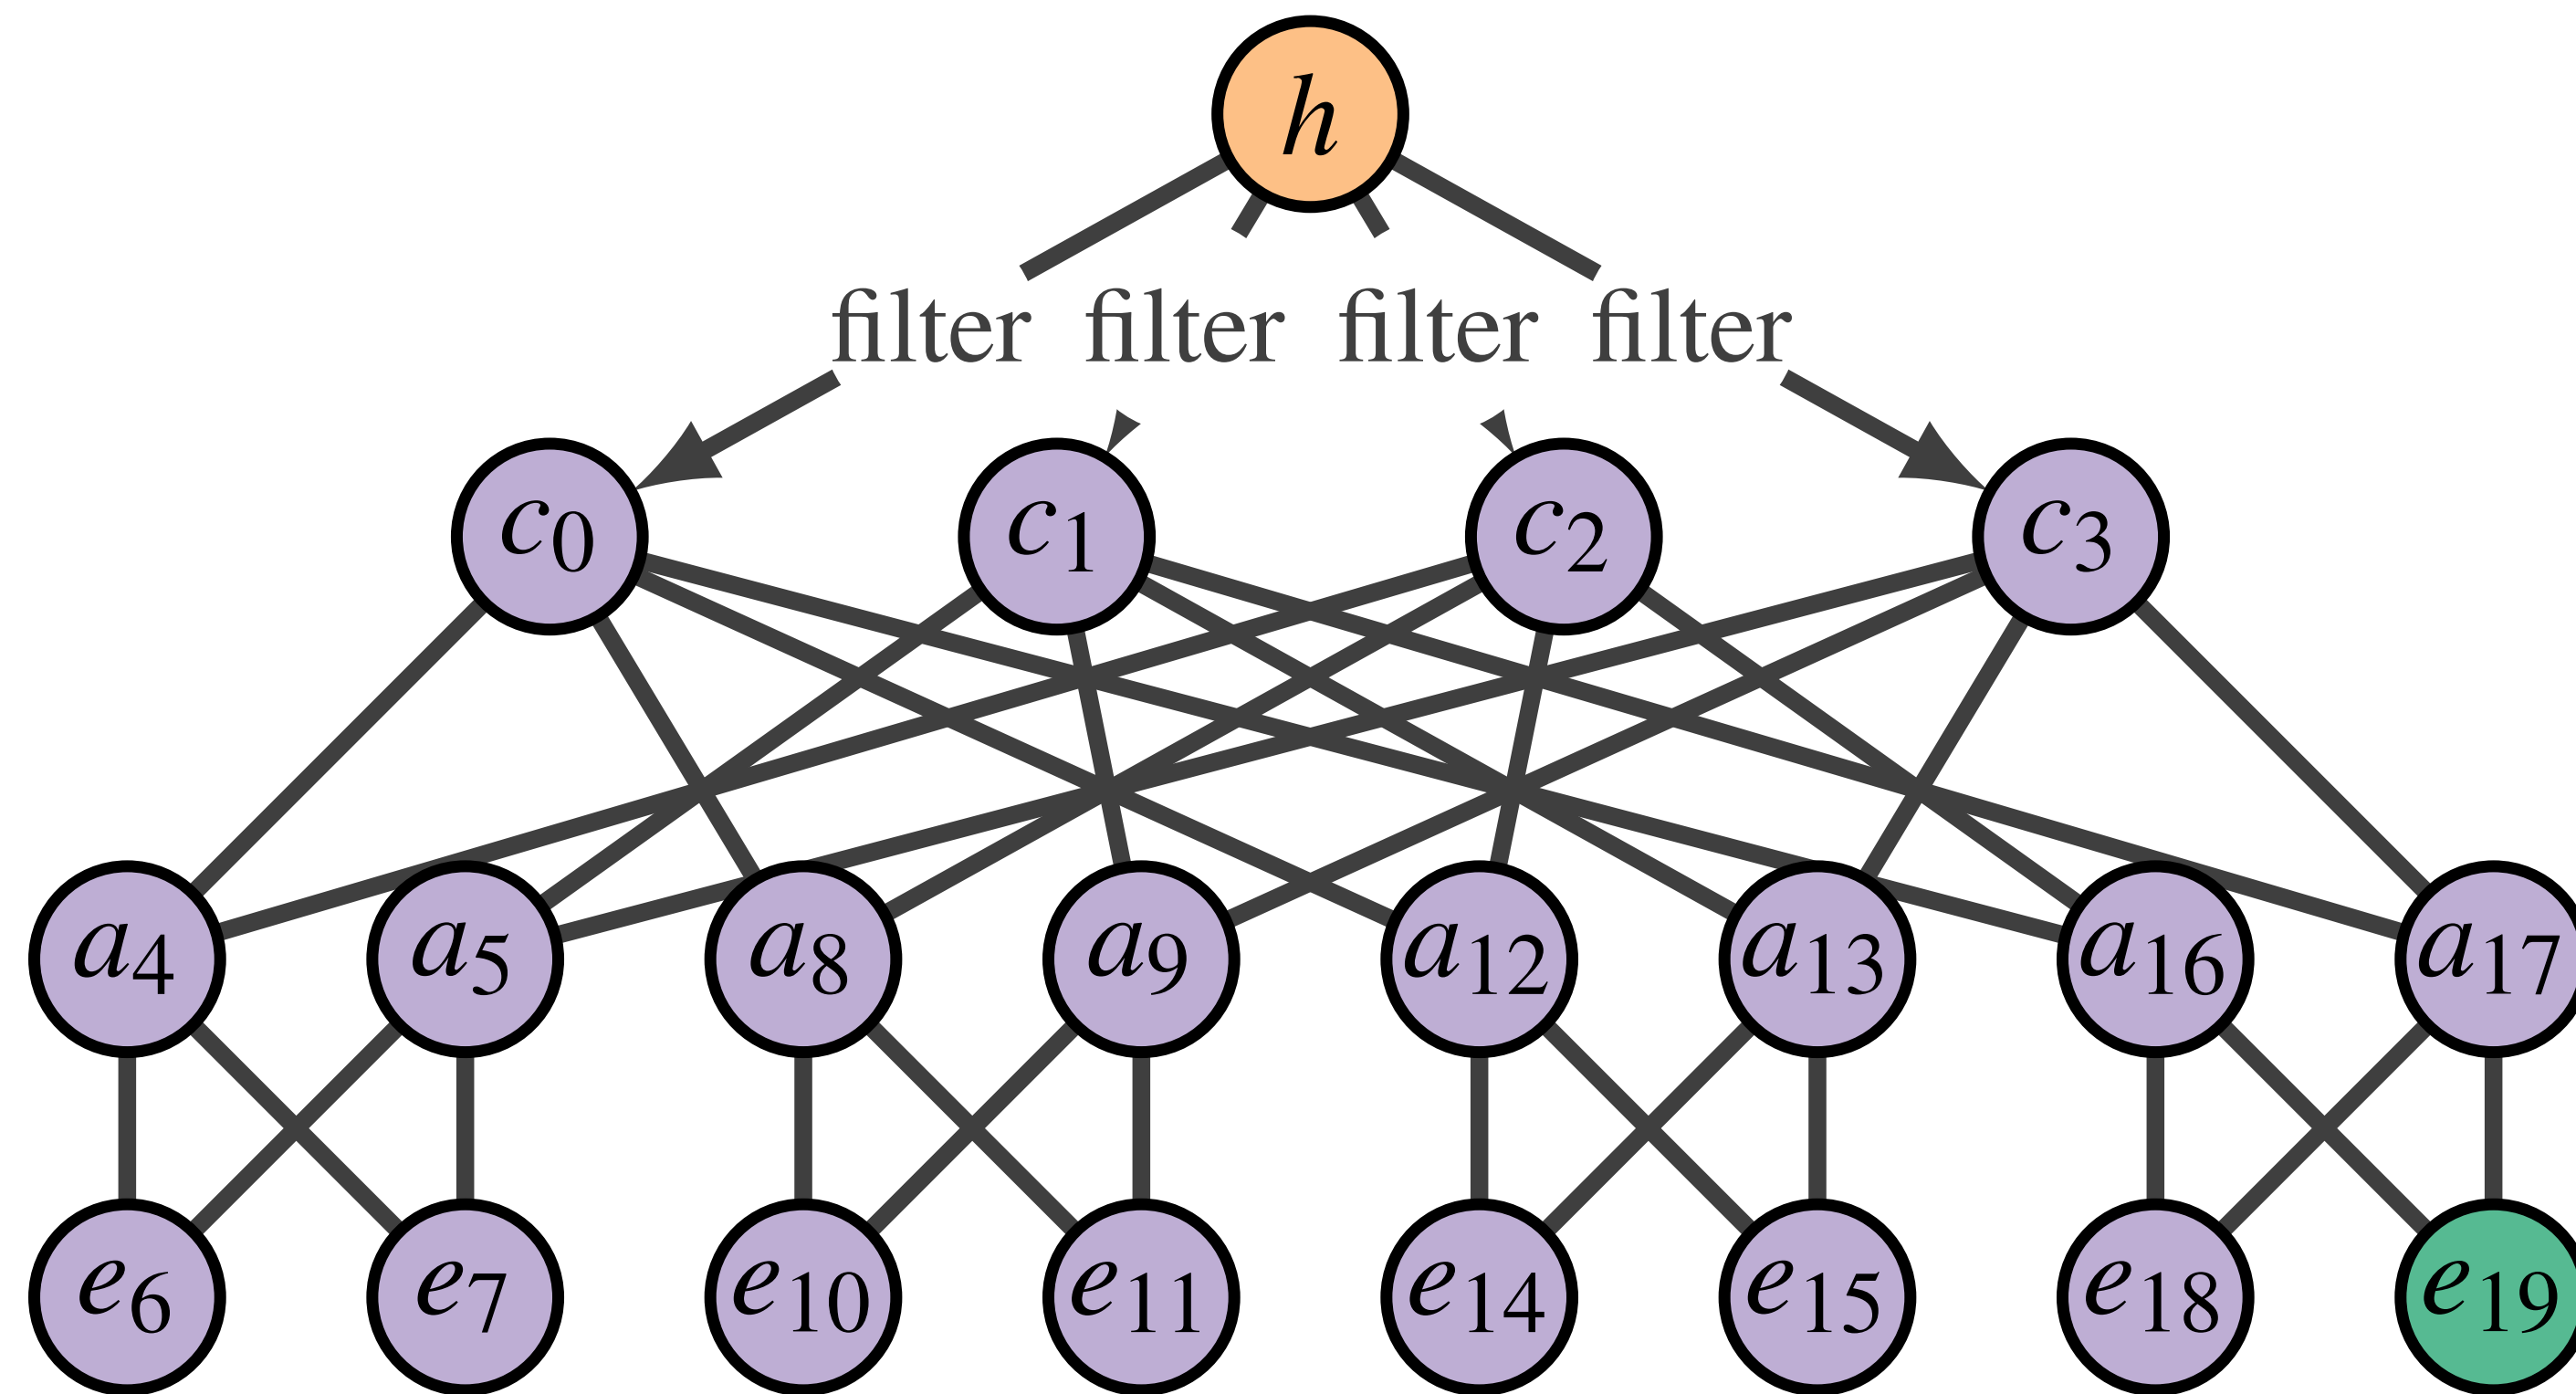 h
filter filter filter filter
c0 c1 c2 c3
a4 a5 a8 a9 a12 a13 a16 a17
e6 e7 e10 e11 e14 e15 e18 e19